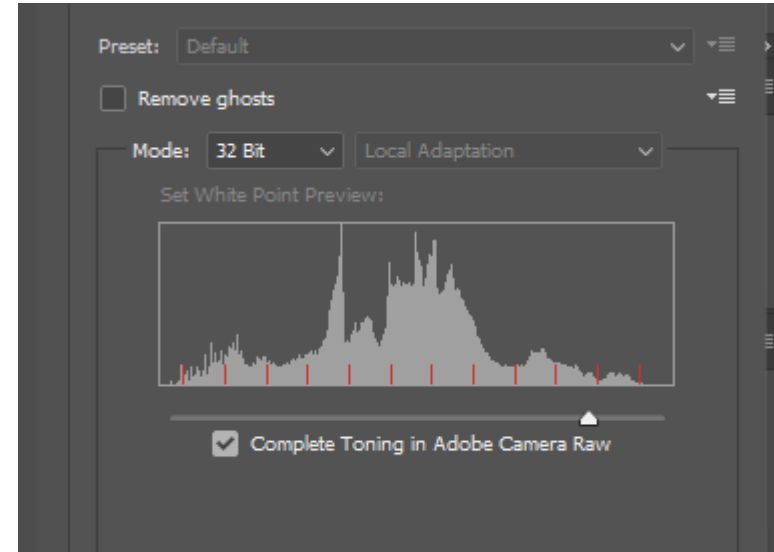 Preset: Default
Remove ghosts
Mode: 32 Bit Local Adaptation
Set White Point Preview:
Complete Toning in Adobe Camera Raw